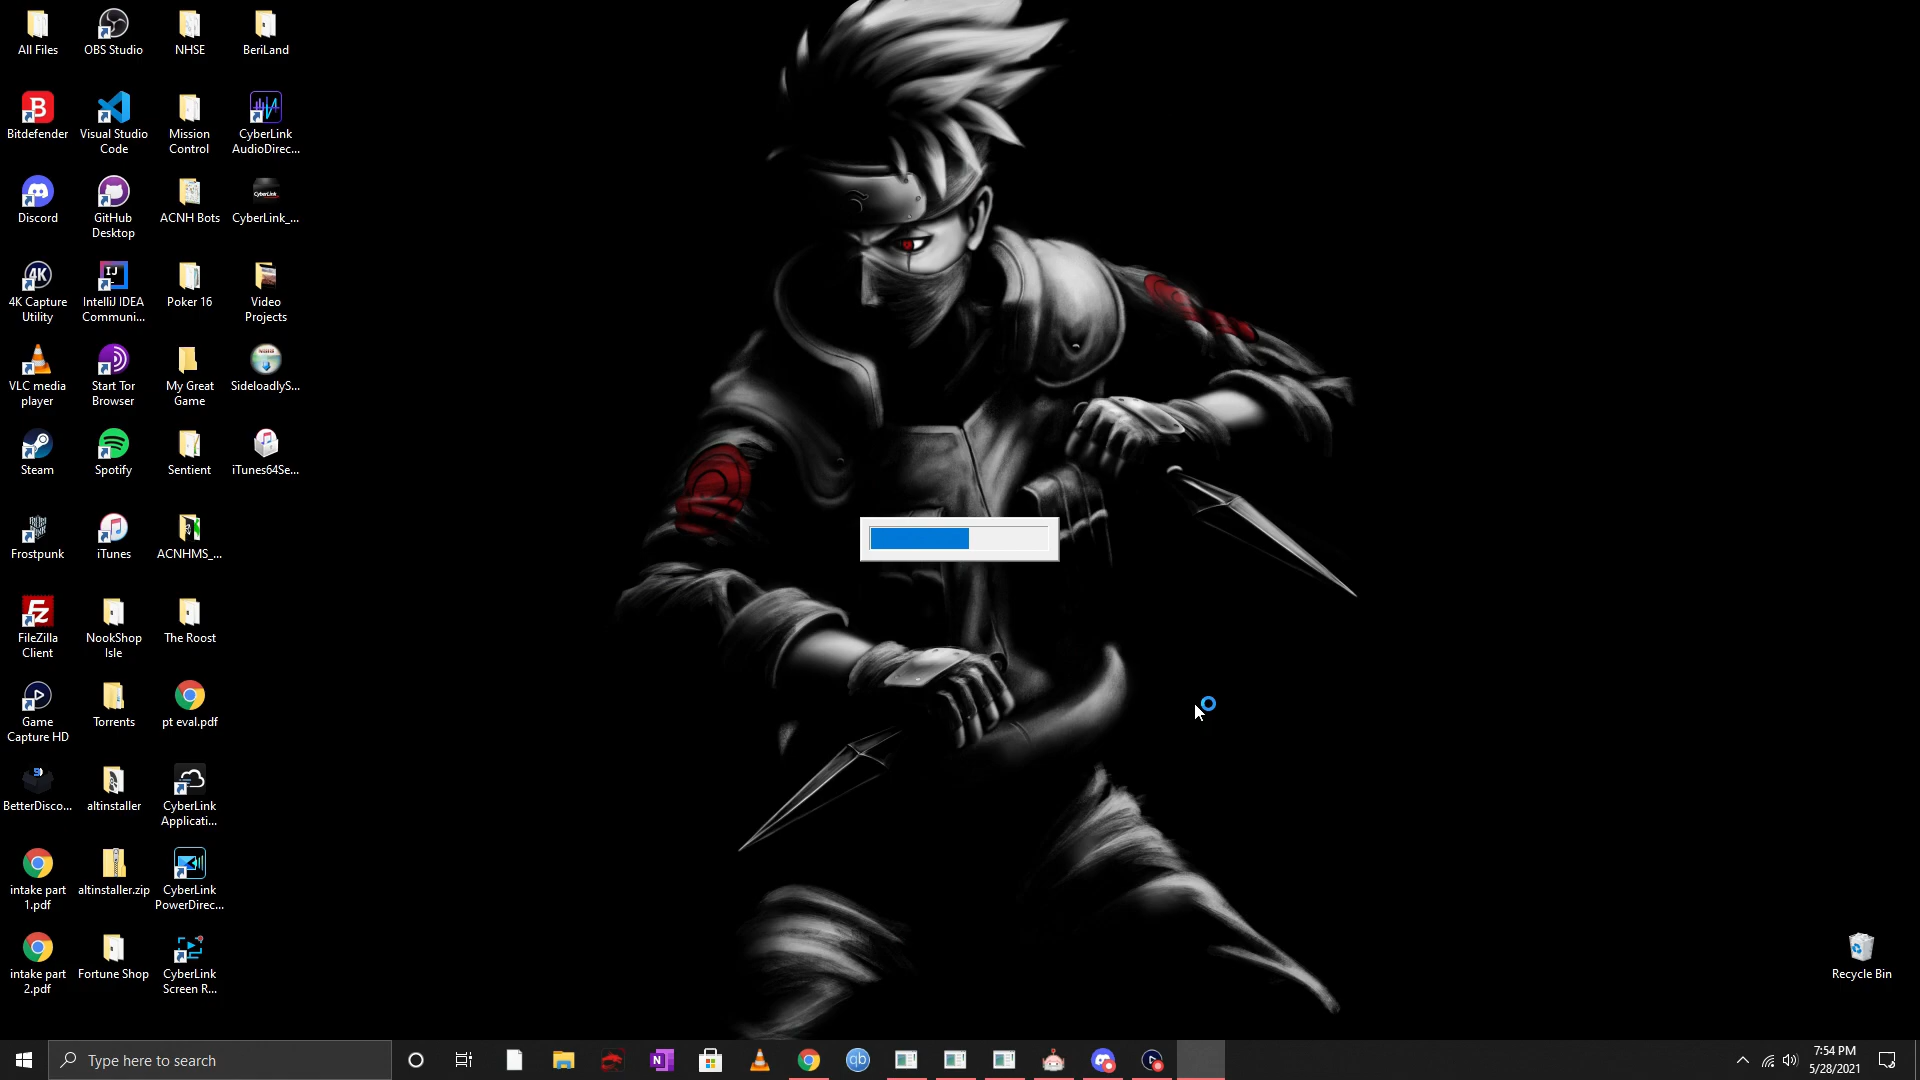 All Files
OBS Studio
NHSE
BeriLand
Bitdefender
Visual Studio
Code
Mission
Control
CyberLink
AudioDirec...
Discord
GitHub
Desktop
ACNH Bots
CyberLink_...
4K Capture
Utility
IntelliJ IDEA
Communi...
Poker 16
Video
Projects
VLC media
player
Start Tor
Browser
My Great
Game
SideloadlyS...
Steam
Spotify
Sentient
iTunes64Se...
Frostpunk
iTunes
ACNHMS_...
FileZilla
Client
NookShop
Isle
The Roost
Game
Capture HD
Torrents
pt eval.pdf
BetterDisco...
altinstaller
CyberLink
Applicati...
intake part
1.pdf
altinstaller.zip
CyberLink
PowerDirec...
intake part
2.pdf
Fortune Shop
CyberLink
Screen R...
Recycle Bin
Type here to search
7:54 PM
5/28/2021